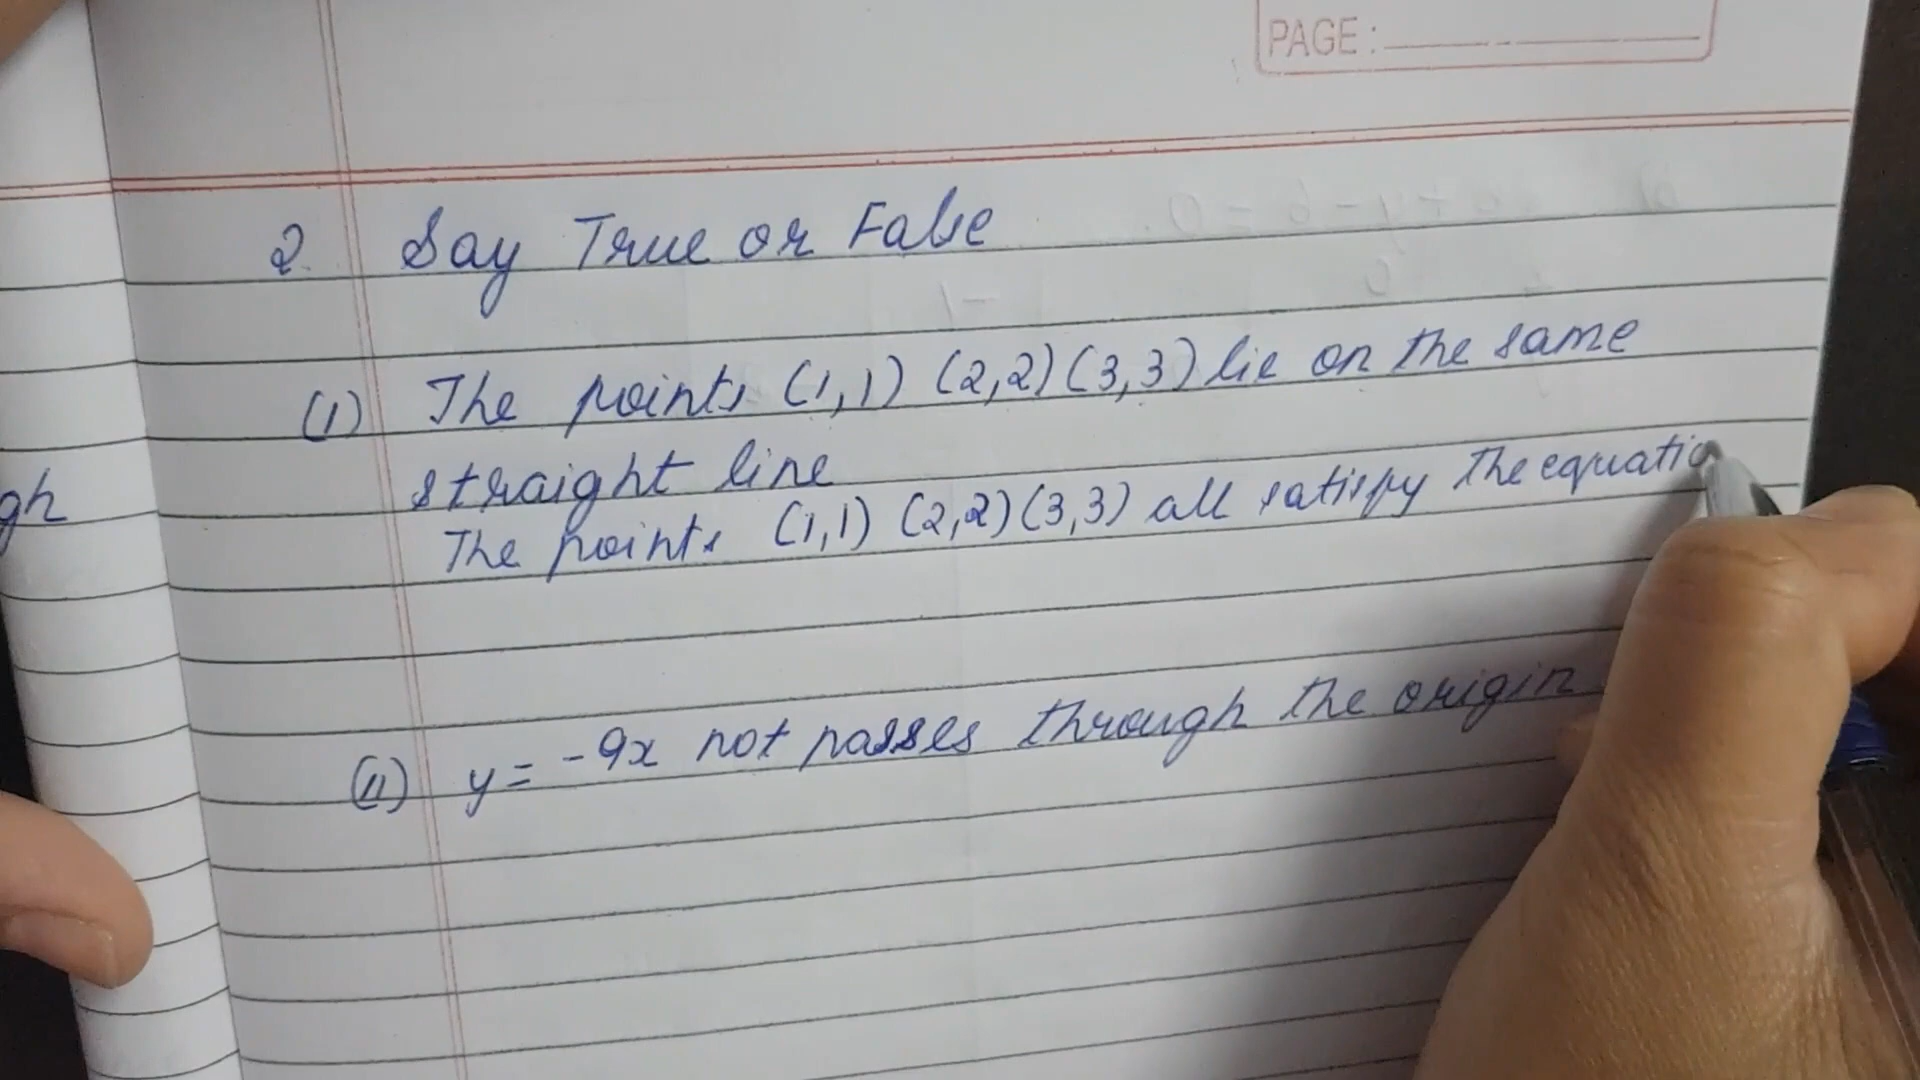 PAGE :
2. Say True or False
(I) The points (1,1) (2,2) (3,3) lie on the same
straight line
gh
The points (1,1) (2,2) (3,3) all satisfy the equatio
(II) y = -9x not passes through the origin